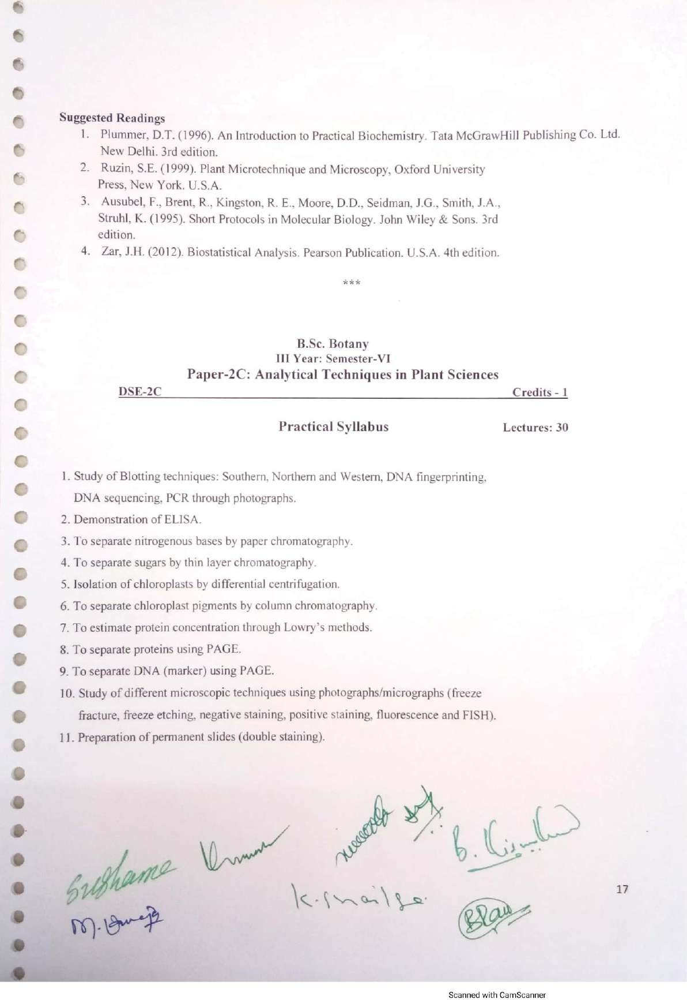 Suggested Readings
1. Plummer, D.T. (1996). An Introduction to Practical Biochemistry. Tata McGrawHill Publishing Co. Ltd.
New Delhi. 3rd edition.
2. Ruzin, S.E. (1999). Plant Microtechnique and Microscopy, Oxford University
Press, New York. U.S.A.
3. Ausubel, F., Brent, R., Kingston, R. E., Moore, D.D., Seidman, J.G., Smith, J.A.,
Struhl, K. (1995). Short Protocols in Molecular Biology. John Wiley & Sons. 3rd
edition.
4. Zar, J.H. (2012). Biostatistical Analysis. Pearson Publication. U.S.A. 4th edition.
***
B.Sc. Botany
III Year: Semester-VI
Paper-2C: Analytical Techniques in Plant Sciences
DSE-2C Credits - 1
Practical Syllabus Lectures: 30
1. Study of Blotting techniques: Southern, Northern and Western, DNA fingerprinting,
DNA sequencing, PCR through photographs.
2. Demonstration of ELISA.
3. To separate nitrogenous bases by paper chromatography.
4. To separate sugars by thin layer chromatography.
5. Isolation of chloroplasts by differential centrifugation.
6. To separate chloroplast pigments by column chromatography.
7. To estimate protein concentration through Lowry's methods.
8. To separate proteins using PAGE.
9. To separate DNA (marker) using PAGE.
10. Study of different microscopic techniques using photographs/micrographs (freeze
fracture, freeze etching, negative staining, positive staining, fluorescence and FISH).
11. Preparation of permanent slides (double staining).
17
Scanned with CamScanner